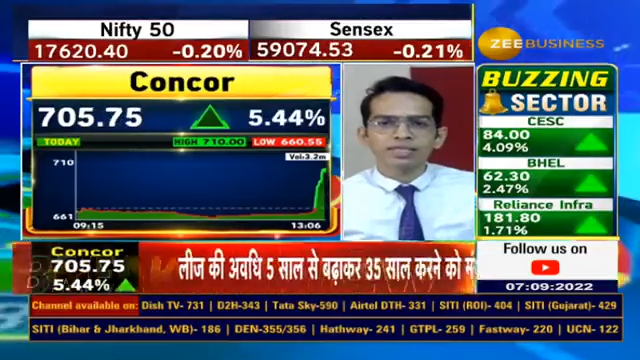 Nifty 50
Sensex
17620.40 -0.20%
59074.53 -0.21%
ZEE BUSINESS
Concor
705.75 5.44%
TODAY HIGH 710.00 LOW 660.55
Vol:3.2m
710
661
09:15 13:06
BUZZING
SECTOR
CESC
84.00
4.09%
BHEL
62.30
2.47%
Reliance Infra
181.80
1.71%
Concor
705.75
5.44%
लीज की अवधि 5 साल से बढ़ाकर 35 साल करने को
Follow us on
07:09:2022
Channel available on: Dish TV- 731 | D2H-343 | Tata Sky-590 | Airtel DTH- 331 | SITI (ROI)- 404 | SITI (Gujarat)- 429
SITI (Bihar & Jharkhand, WB)- 186 | DEN-355/356 | Hathway- 241 | GTPL- 259 | Fastway- 220 | UCN- 122